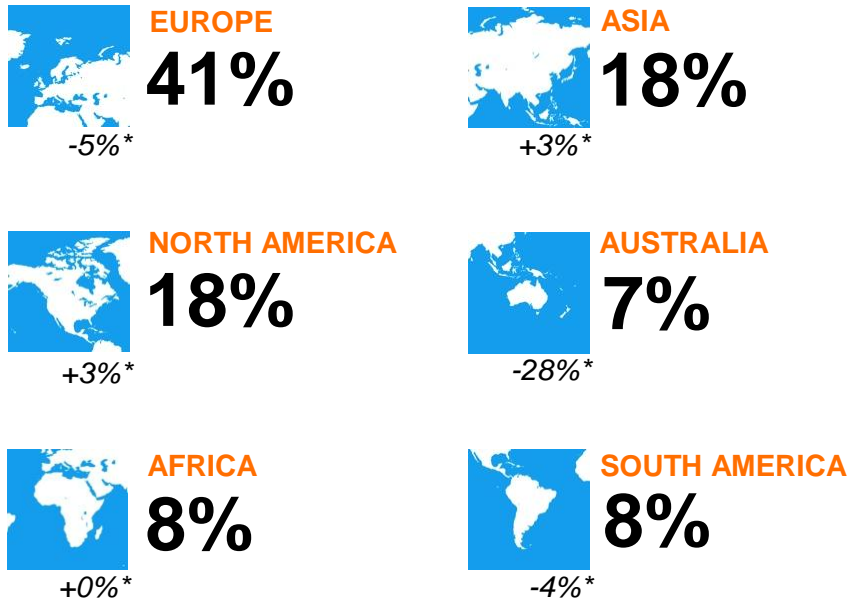 EUROPE
41%
-5%*
ASIA
18%
+3%*
NORTH AMERICA
18%
+3%*
AUSTRALIA
7%
-28%*
AFRICA
8%
+0%*
SOUTH AMERICA
8%
-4%*